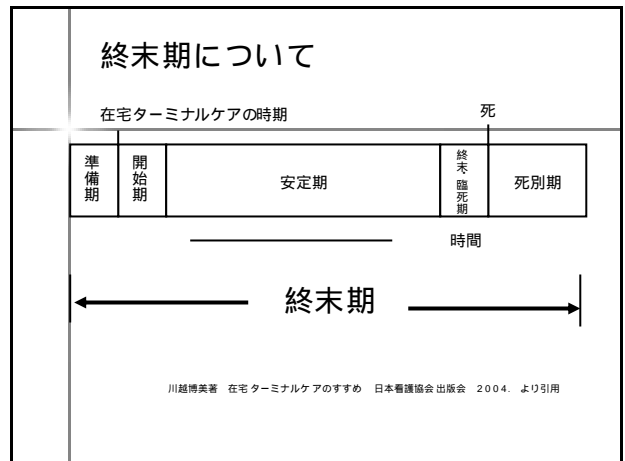 終末期について
在宅ターミナルケアの時期
死
準備期
開始期
安定期
終末、臨死期
死別期
時間
終末期
川越博美著 在宅ターミナルケアのすすめ 日本看護協会出版会 2004. より引用